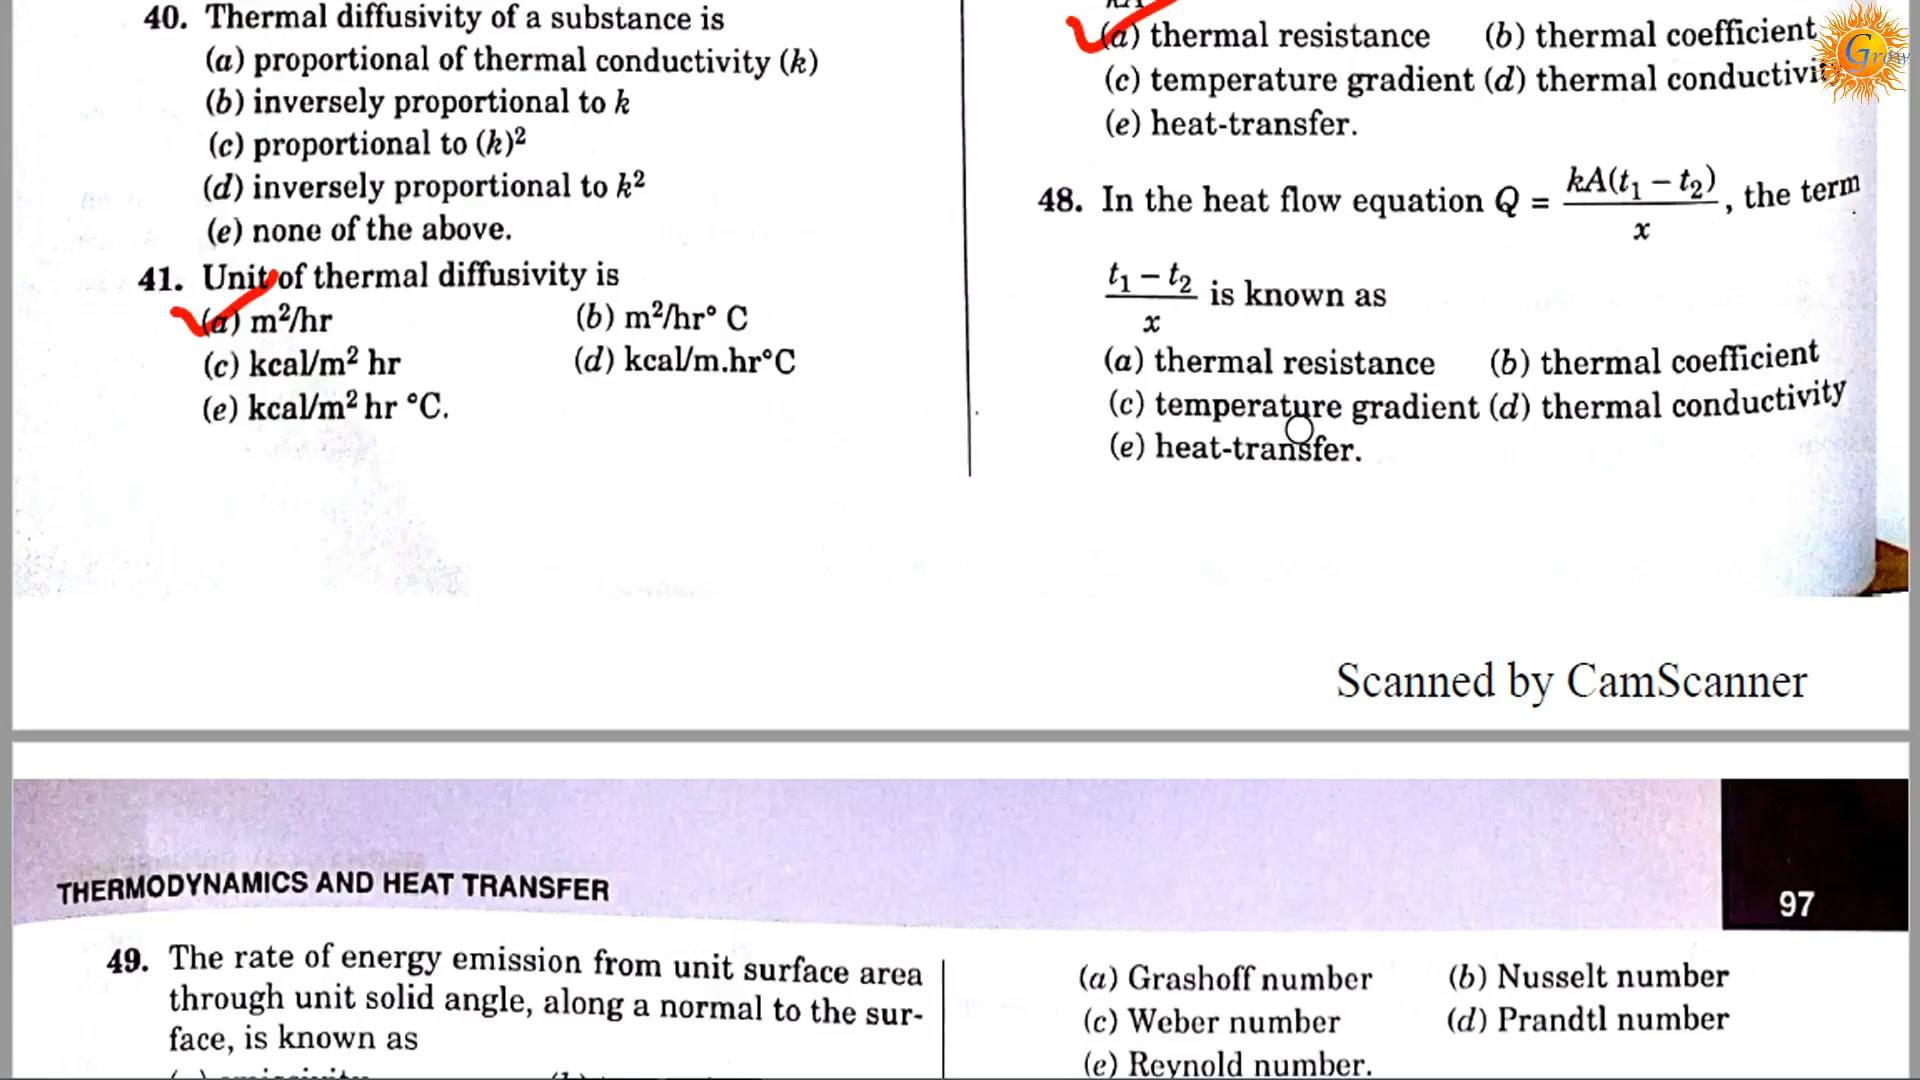 40. Thermal diffusivity of a substance is
(a) proportional of thermal conductivity (k)
(b) inversely proportional to k
(c) proportional to (k)²
(d) inversely proportional to k²
(e) none of the above.
41. Unit of thermal diffusivity is
(a) m²/hr (b) m²/hr° C
(c) kcal/m² hr (d) kcal/m.hr°C
(e) kcal/m² hr °C.
(a) thermal resistance (b) thermal coefficient
(c) temperature gradient (d) thermal conductivi
(e) heat-transfer.
48. In the heat flow equation Q = kA(t₁ − t₂)/x, the term
t₁ − t₂/x is known as
(a) thermal resistance (b) thermal coefficient
(c) temperature gradient (d) thermal conductivity
(e) heat-transfer.
Scanned by CamScanner
THERMODYNAMICS AND HEAT TRANSFER
97
49. The rate of energy emission from unit surface area
through unit solid angle, along a normal to the sur-
face, is known as
(a) Grashoff number (b) Nusselt number
(c) Weber number (d) Prandtl number
(e) Reynold number.